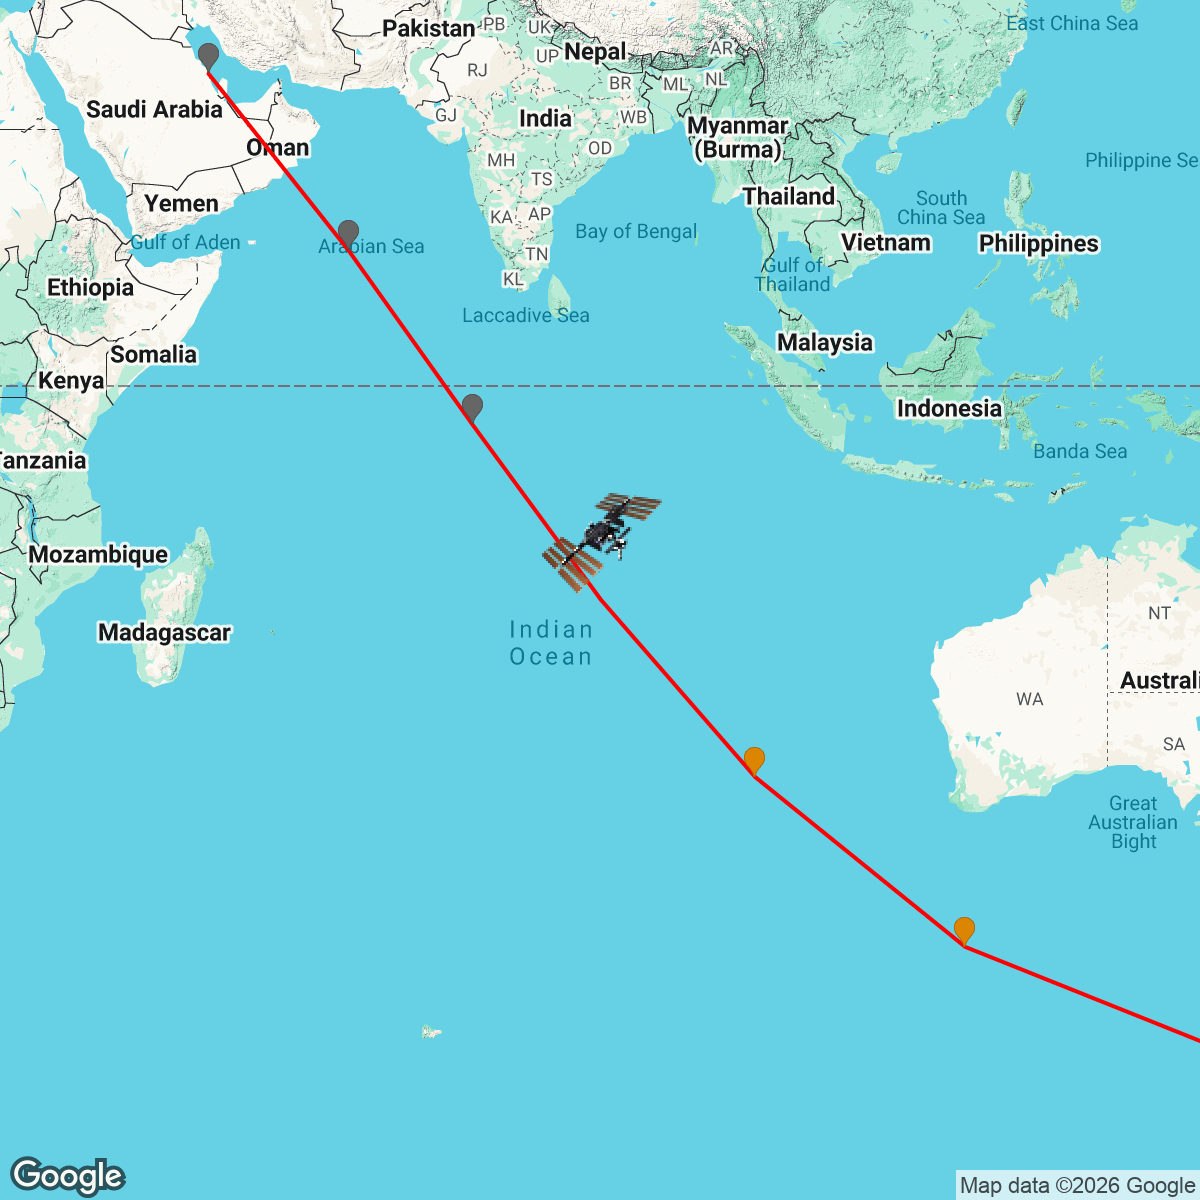 East China Sea
Pakistan
PB
UK
Nepal
AR
UP
RJ
BR
ML
NL
Saudi Arabia
GJ
India
WB
Myanmar
(Burma)
Oman
MH
OD
Philippine Se
TS
Thailand
South
China Sea
Yemen
KA
AP
Gulf of Aden
Arabian Sea
Bay of Bengal
Vietnam
Philippines
TN
Gulf of
Thailand
KL
Ethiopia
Laccadive Sea
Malaysia
Somalia
Kenya
Indonesia
Banda Sea
Tanzania
Mozambique
NT
Madagascar
Indian
Ocean
Australi
WA
SA
Great
Australian
Bight
Google
Map data ©2026 Google